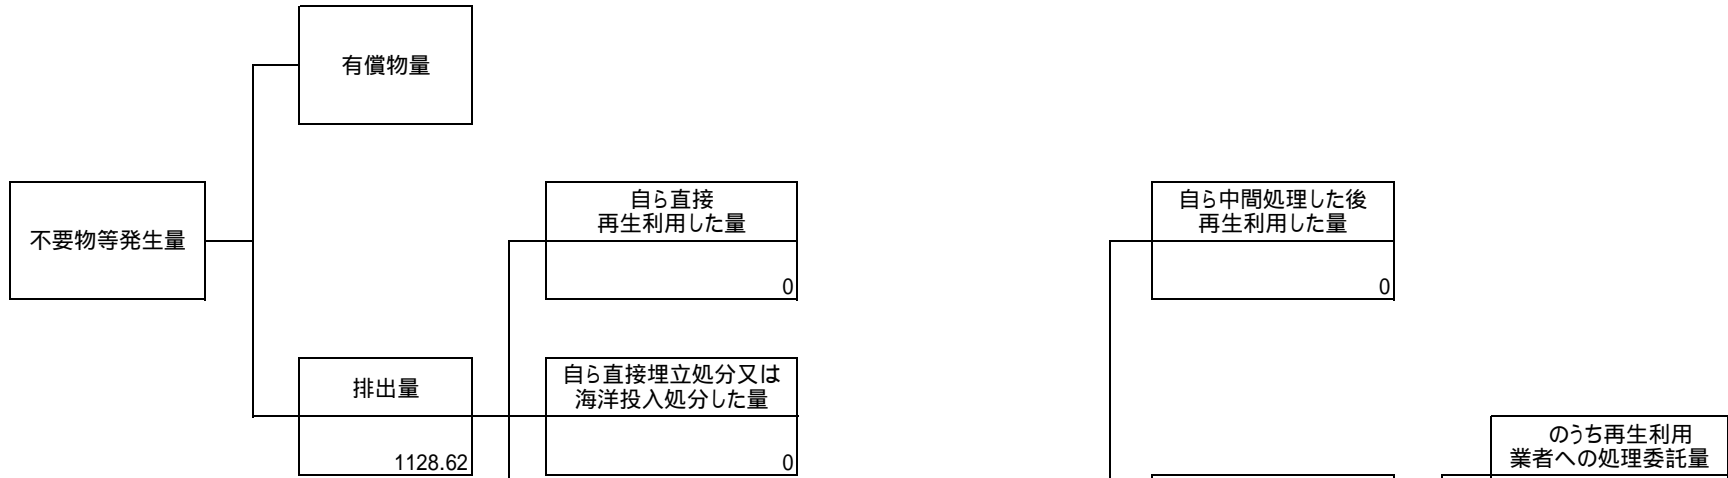 有償物量
不要物等発生量
自ら直接
再生利用した量
0
自ら中間処理した後
再生利用した量
0
排出量
1128.62
自ら直接埋立処分又は
海洋投入処分した量
0
のうち再生利用
業者への処理委託量